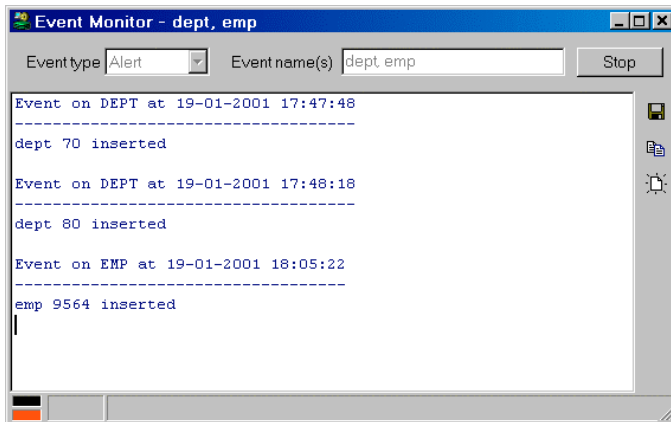 Event Monitor - dept, emp
Event type Alert Event name(s) dept, emp Stop
Event on DEPT at 19-01-2001 17:47:48
-------------------------------------
dept 70 inserted
Event on DEPT at 19-01-2001 17:48:18
-------------------------------------
dept 80 inserted
Event on EMP at 19-01-2001 18:05:22
------------------------------------
emp 9564 inserted